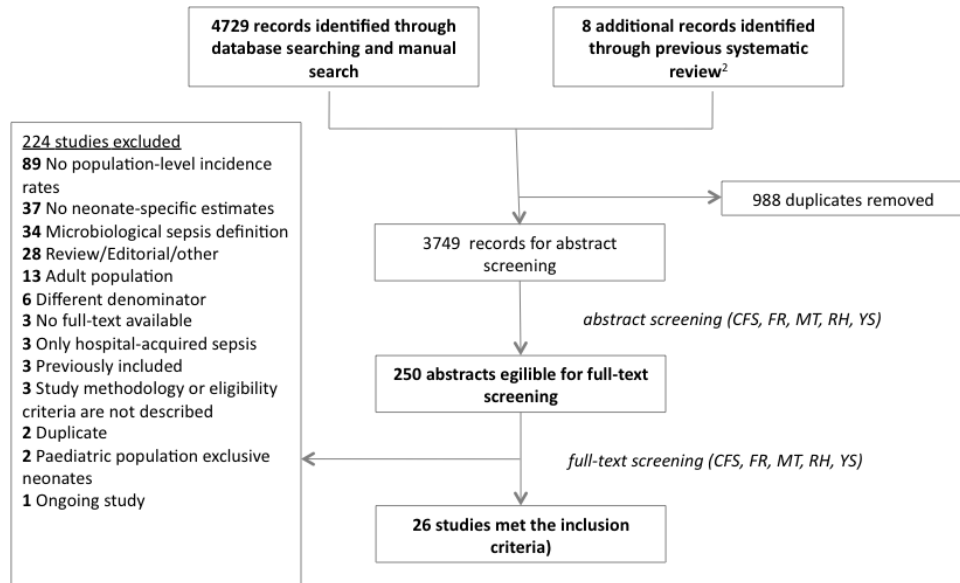 4729 records identified through
database searching and manual
search
8 additional records identified
through previous systematic
review²
224 studies excluded
89 No population-level incidence
rates
37 No neonate-specific estimates
34 Microbiological sepsis definition
28 Review/Editorial/other
13 Adult population
6 Different denominator
3 No full-text available
3 Only hospital-acquired sepsis
3 Previously included
3 Study methodology or eligibility
criteria are not described
2 Duplicate
2 Paediatric population exclusive
neonates
1 Ongoing study
988 duplicates removed
3749 records for abstract
screening
abstract screening (CFS, FR, MT, RH, YS)
250 abstracts egilible for full-text
screening
full-text screening (CFS, FR, MT, RH, YS)
26 studies met the inclusion
criteria)